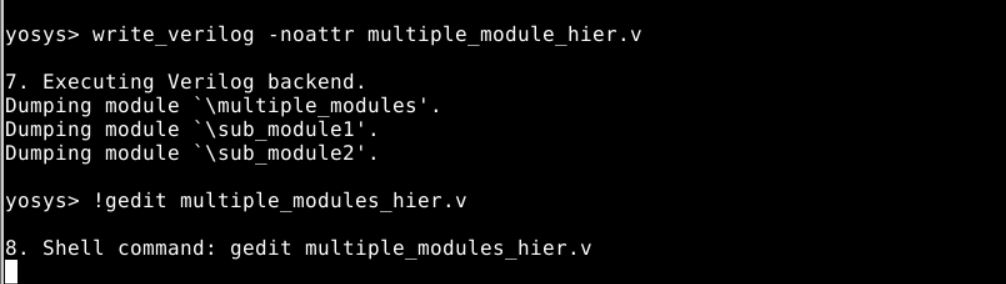 yosys> write_verilog -noattr multiple_module_hier.v
7. Executing Verilog backend.
Dumping module `\multiple_modules'.
Dumping module `\sub_module1'.
Dumping module `\sub_module2'.
yosys> !gedit multiple_modules_hier.v
8. Shell command: gedit multiple_modules_hier.v